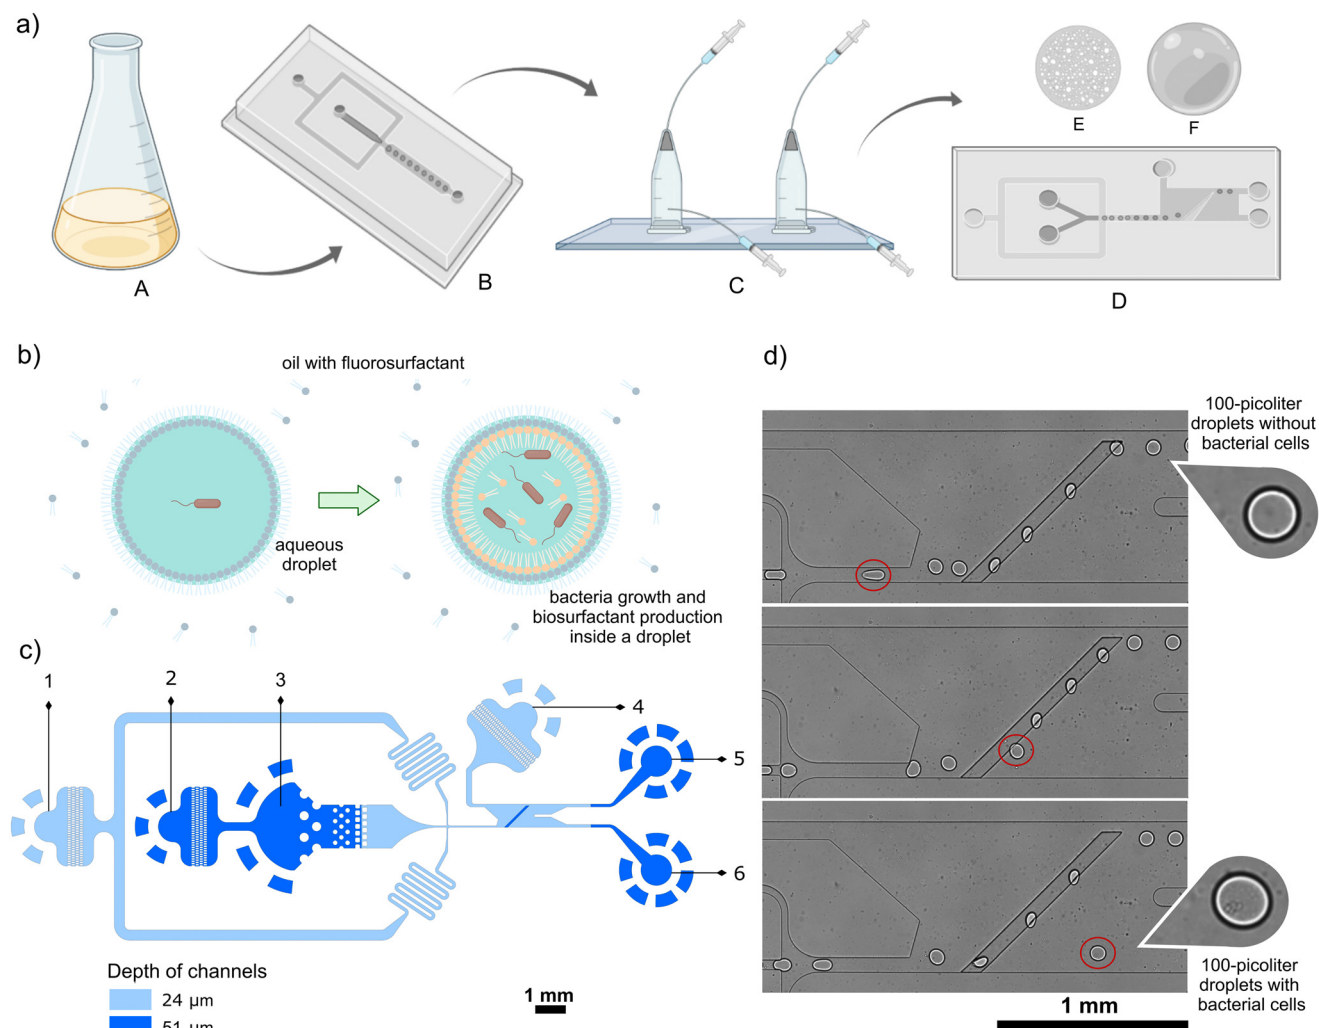 a)
A
B
C
D
E
F
b)
oil with fluorosurfactant
aqueous
droplet
bacteria growth and
biosurfactant production
inside a droplet
c)
1
2
3
4
5
6
Depth of channels
24 µm
51 µm
1 mm
d)
100-picoliter
droplets without
bacterial cells
100-picoliter
droplets with
bacterial cells
1 mm